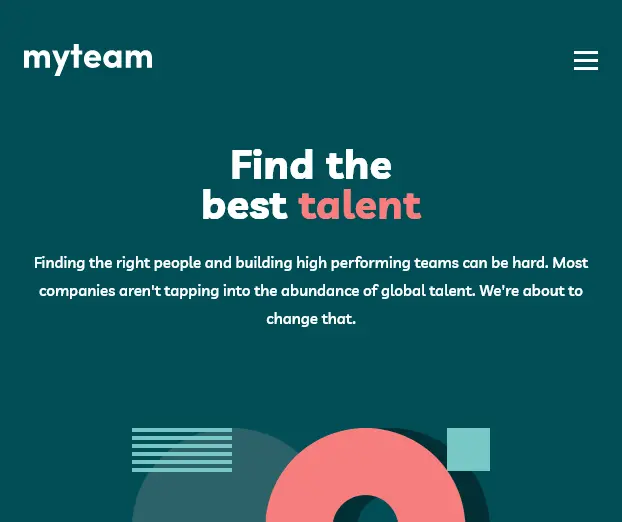 myteam
Find the
best talent
Finding the right people and building high performing teams can be hard. Most
companies aren't tapping into the abundance of global talent. We're about to
change that.